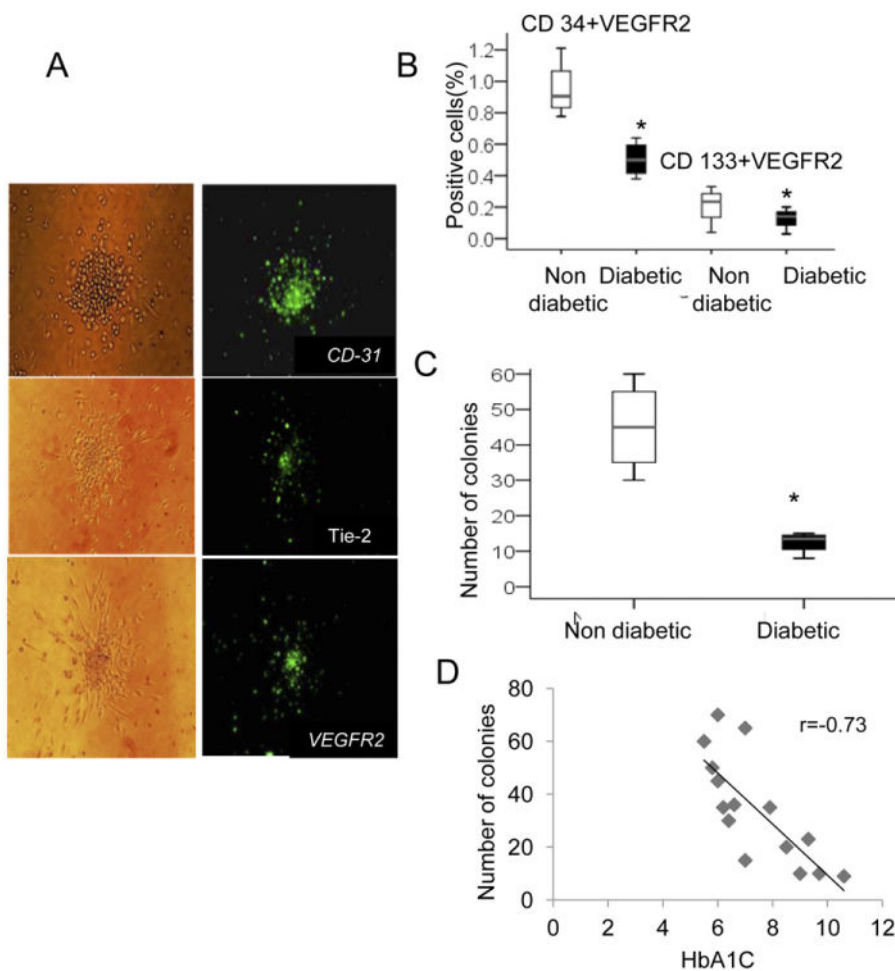 A
CD-31
Tie-2
VEGFR2
B
CD 34+VEGFR2
Positive cells(%)
1.2
1.0
0.8
0.6
0.4
0.2
0.0
*
CD 133+VEGFR2
*
Non Diabetic Non Diabetic
diabetic diabetic
C
Number of colonies
60
50
40
30
20
10
0
*
Non diabetic Diabetic
D
Number of colonies
80
60
40
20
0
r=-0.73
0 2 4 6 8 10 12
HbA1C